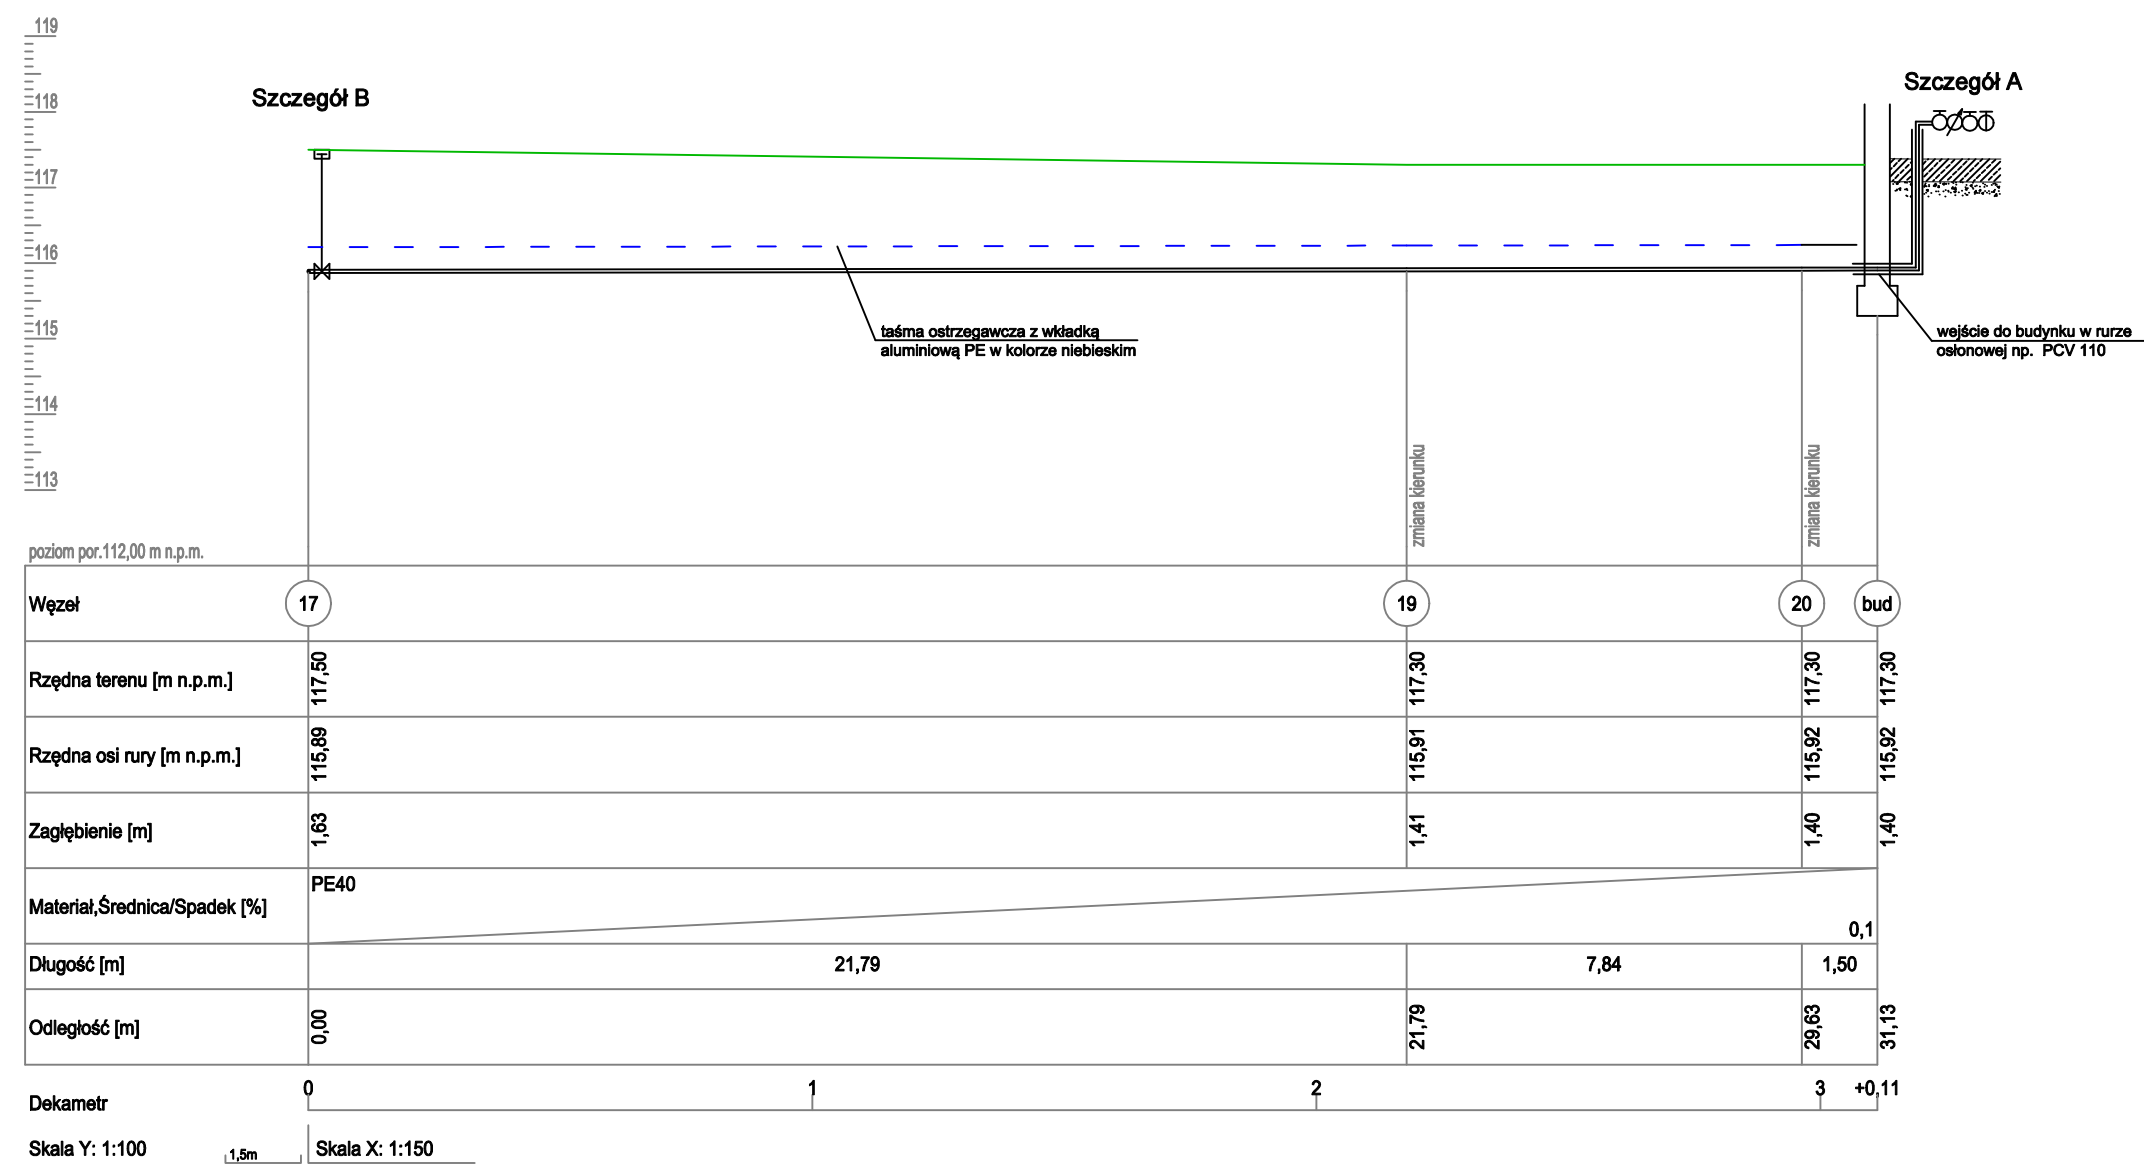 119
118
117
116
115
114
113
Szczegół B
Szczegół A
taśma ostrzegawcza z wkładką
aluminiową PE w kolorze niebieskim
wejście do budynku w rurze
osłonowej np. PCV 110
zmiana kierunku
zmiana kierunku
poziom por.112,00 m n.p.m.
Węzeł 17 19 20 bud
Rzędna terenu [m n.p.m.] 117,50 117,30 117,30 117,30
Rzędna osi rury [m n.p.m.] 115,89 115,91 115,92 115,92
Zagłębienie [m] 1,63 1,41 1,40 1,40
PE40
Materiał,Średnica/Spadek [%]
0,1
Długość [m] 21,79 7,84 1,50
Odległość [m] 0,00 21,79 29,63 31,13
0 1 2 3 +0,11
Dekametr
Skala Y: 1:100 1,5m Skala X: 1:150